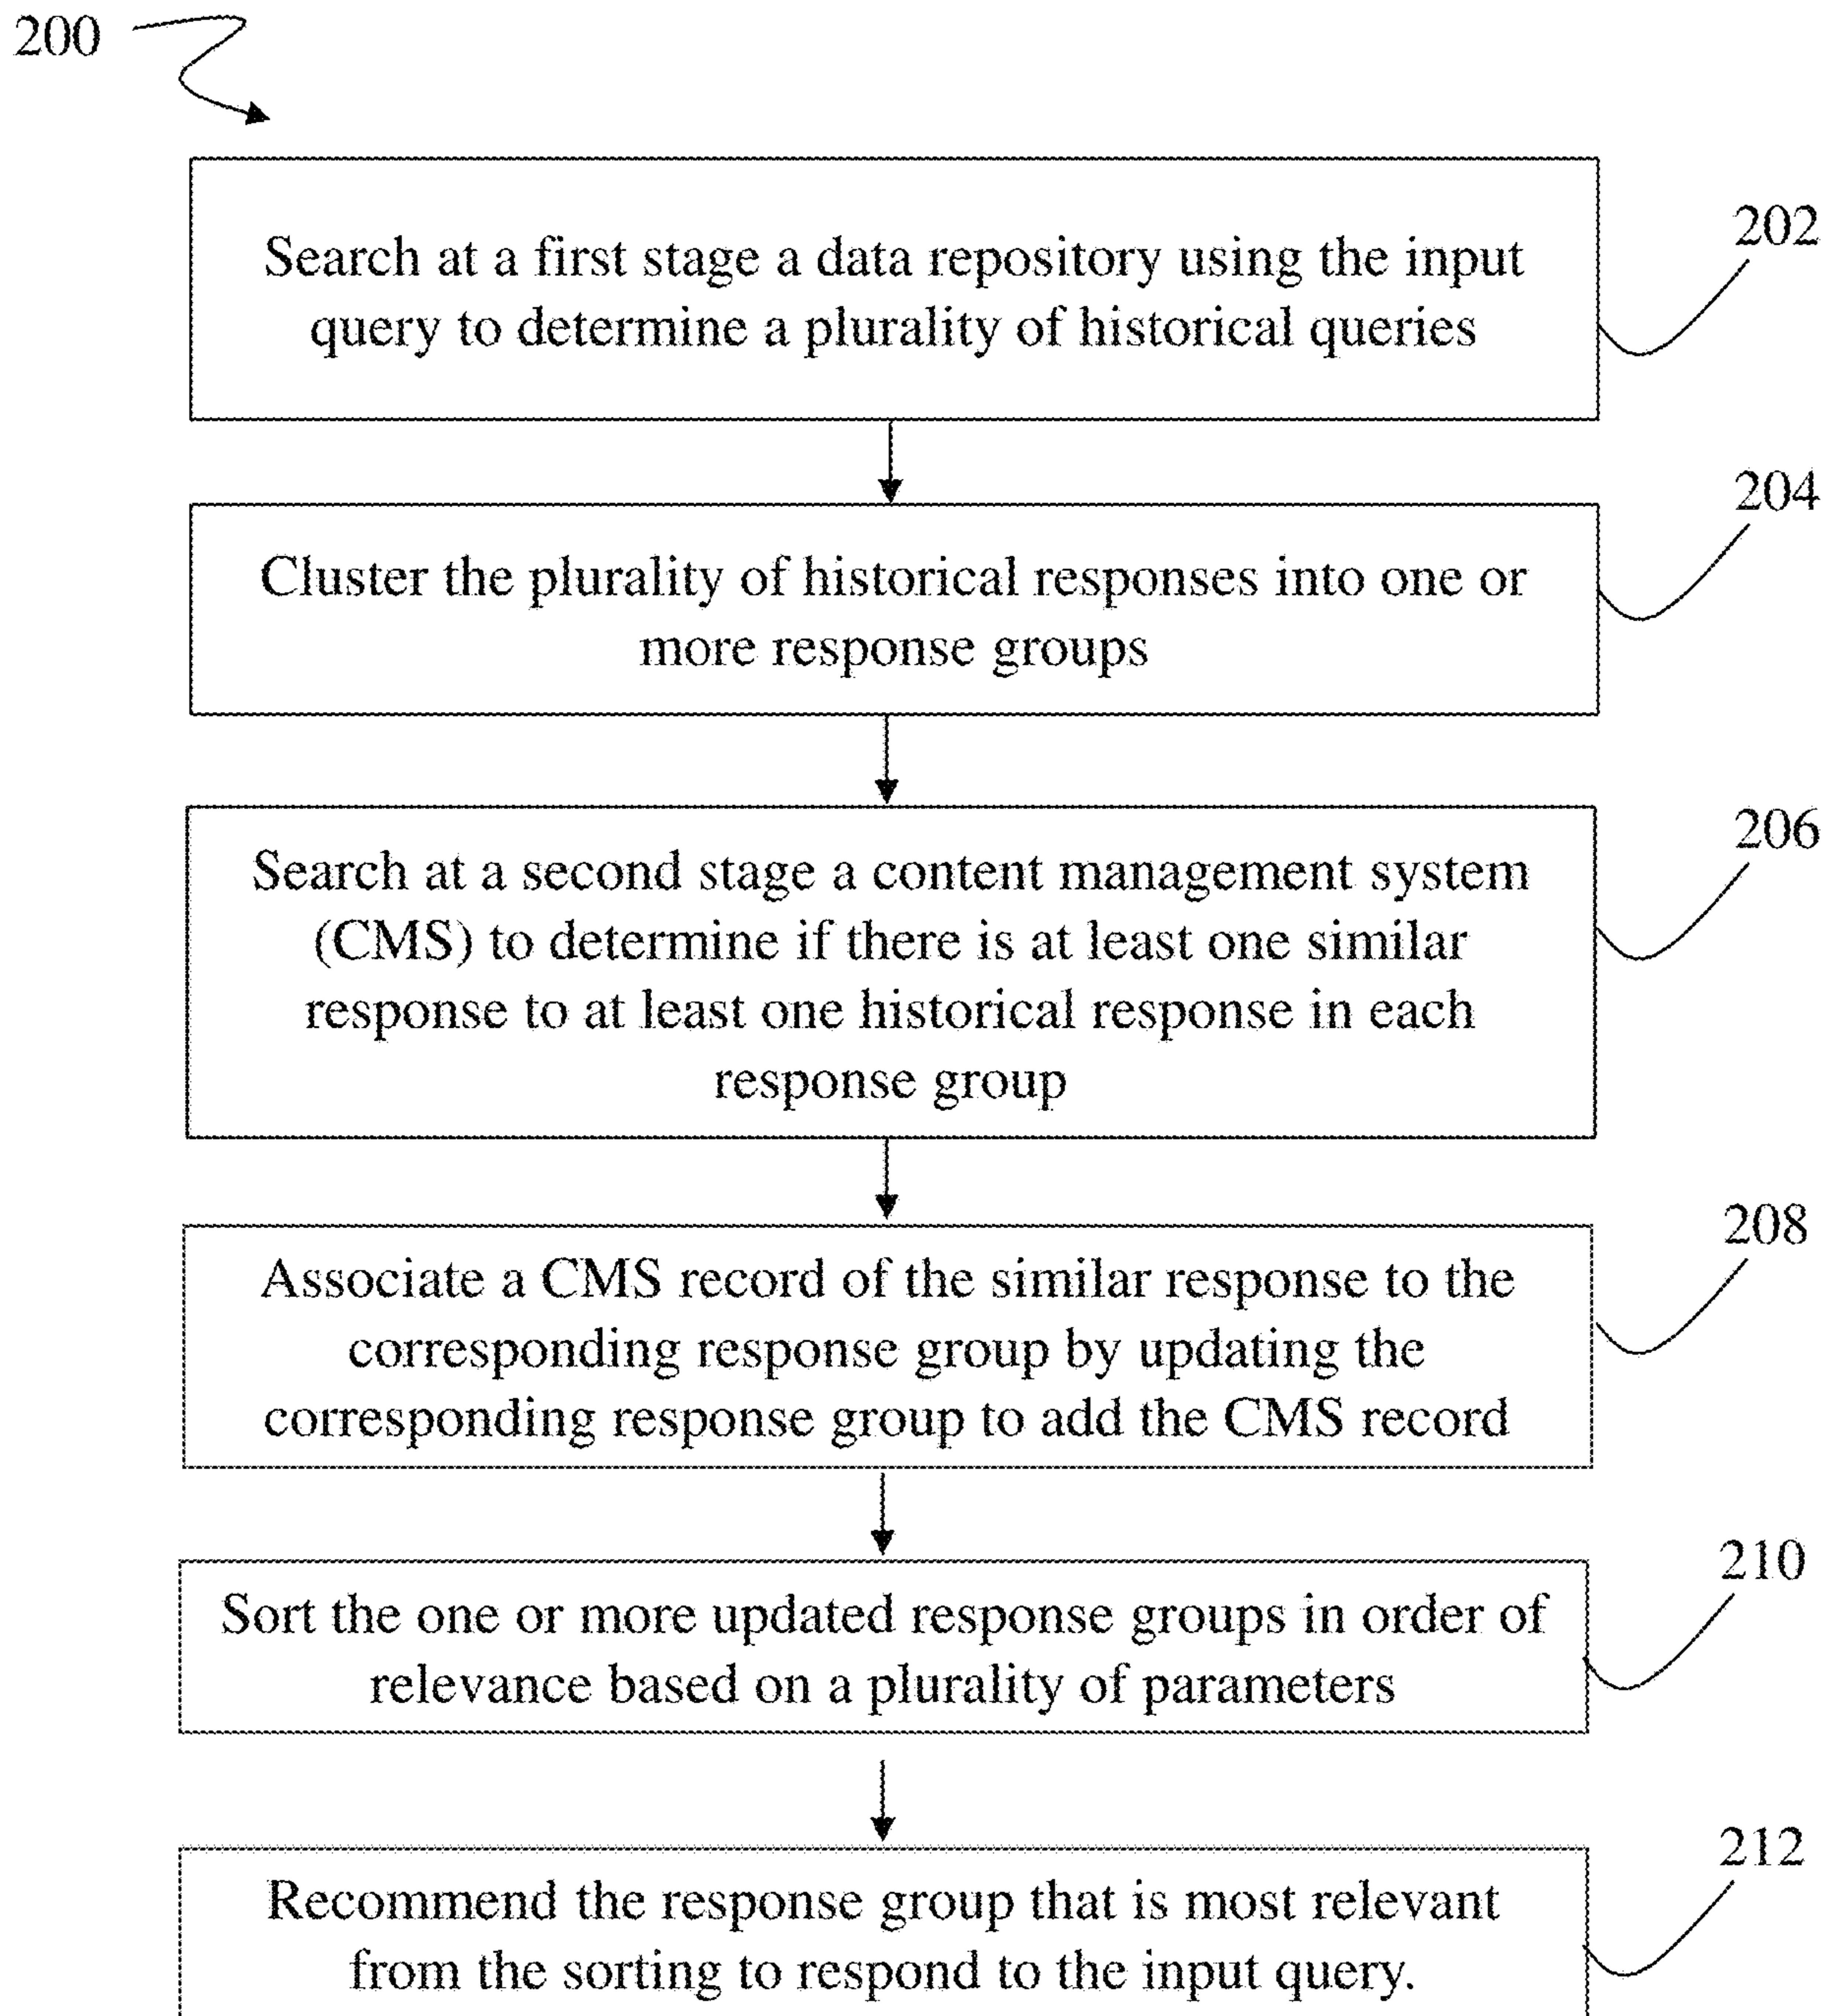 200
202
Search at a first stage a data repository using the input
query to determine a plurality of historical queries
204
Cluster the plurality of historical responses into one or
more response groups
206
Search at a second stage a content management system
(CMS) to determine if there is at least one similar
response to at least one historical response in each
response group
208
Associate a CMS record of the similar response to the
corresponding response group by updating the
corresponding response group to add the CMS record
210
Sort the one or more updated response groups in order of
relevance based on a plurality of parameters
212
Recommend the response group that is most relevant
from the sorting to respond to the input query.